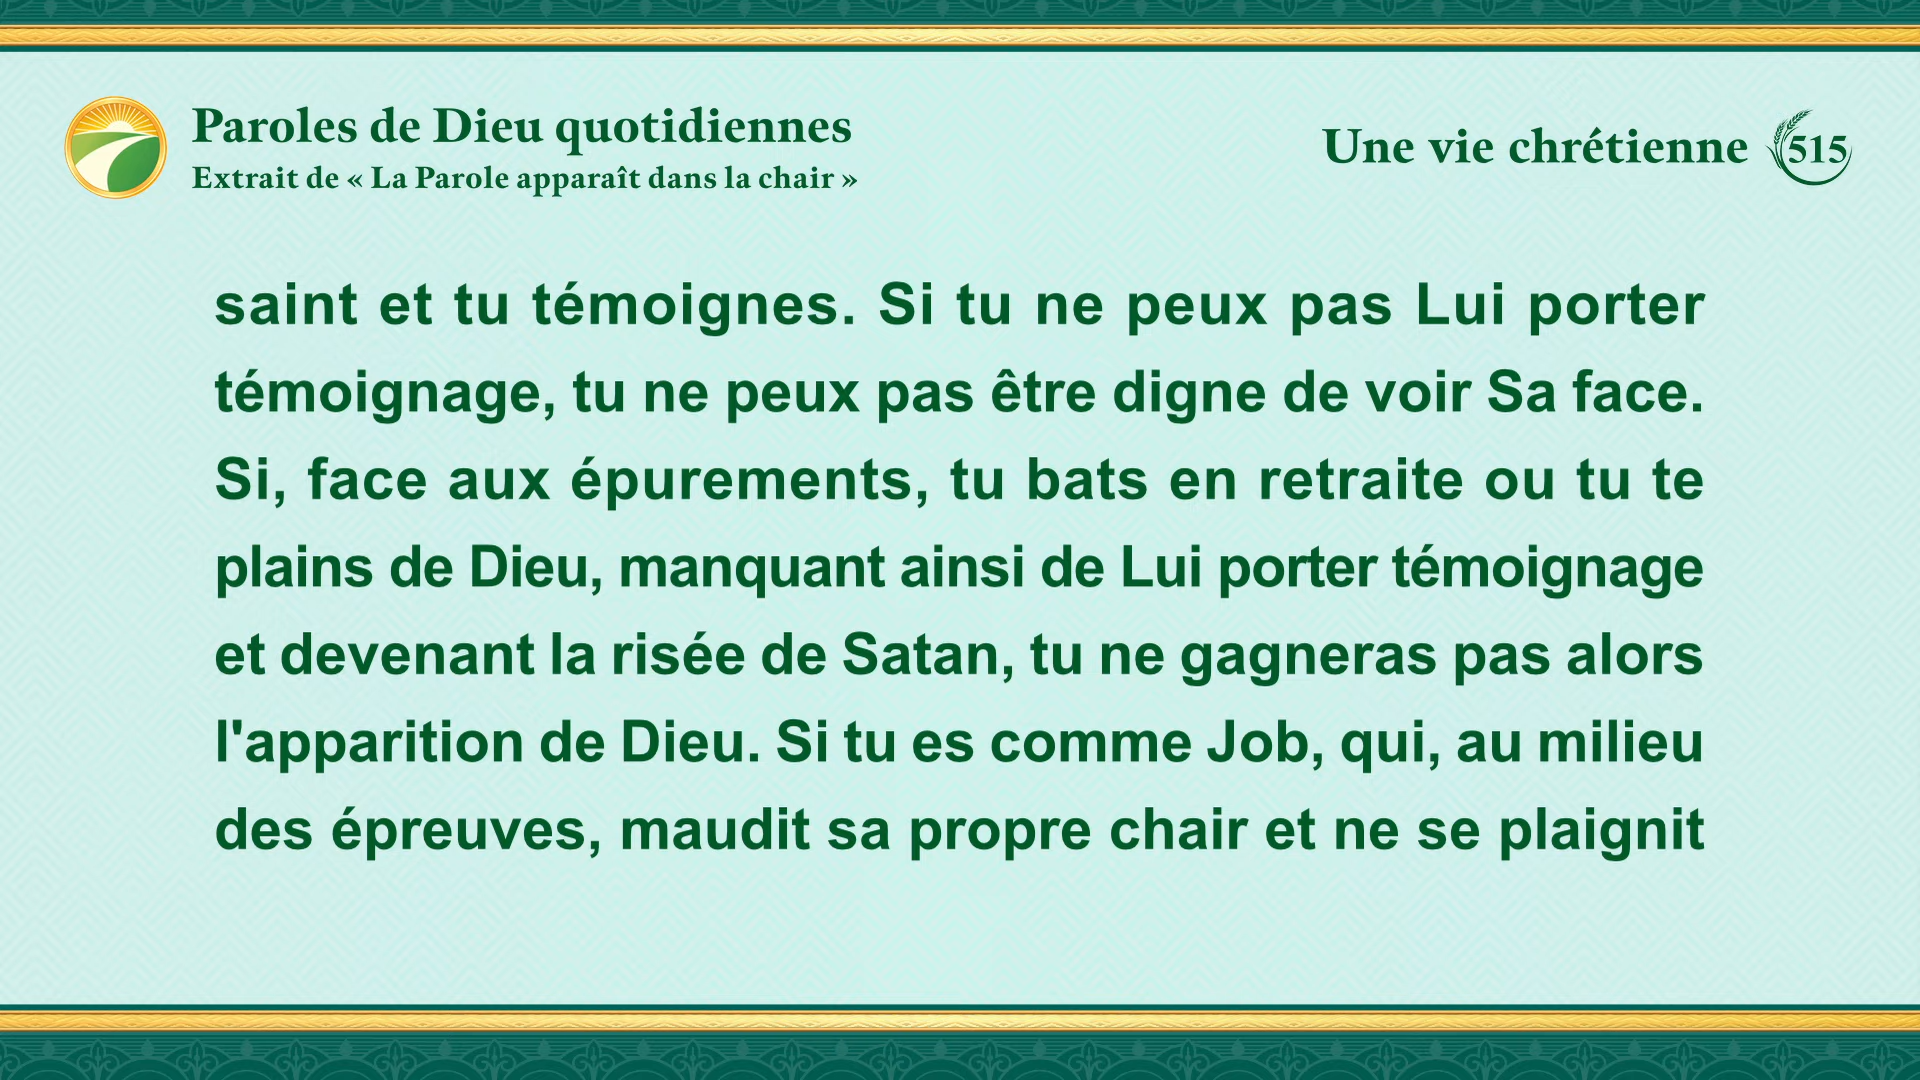 Paroles de Dieu quotidiennes
Extrait de « La Parole apparaît dans la chair »
Une vie chrétienne 515
saint et tu témoignes. Si tu ne peux pas Lui porter
témoignage, tu ne peux pas être digne de voir Sa face.
Si, face aux épurements, tu bats en retraite ou tu te
plains de Dieu, manquant ainsi de Lui porter témoignage
et devenant la risée de Satan, tu ne gagneras pas alors
l'apparition de Dieu. Si tu es comme Job, qui, au milieu
des épreuves, maudit sa propre chair et ne se plaignit